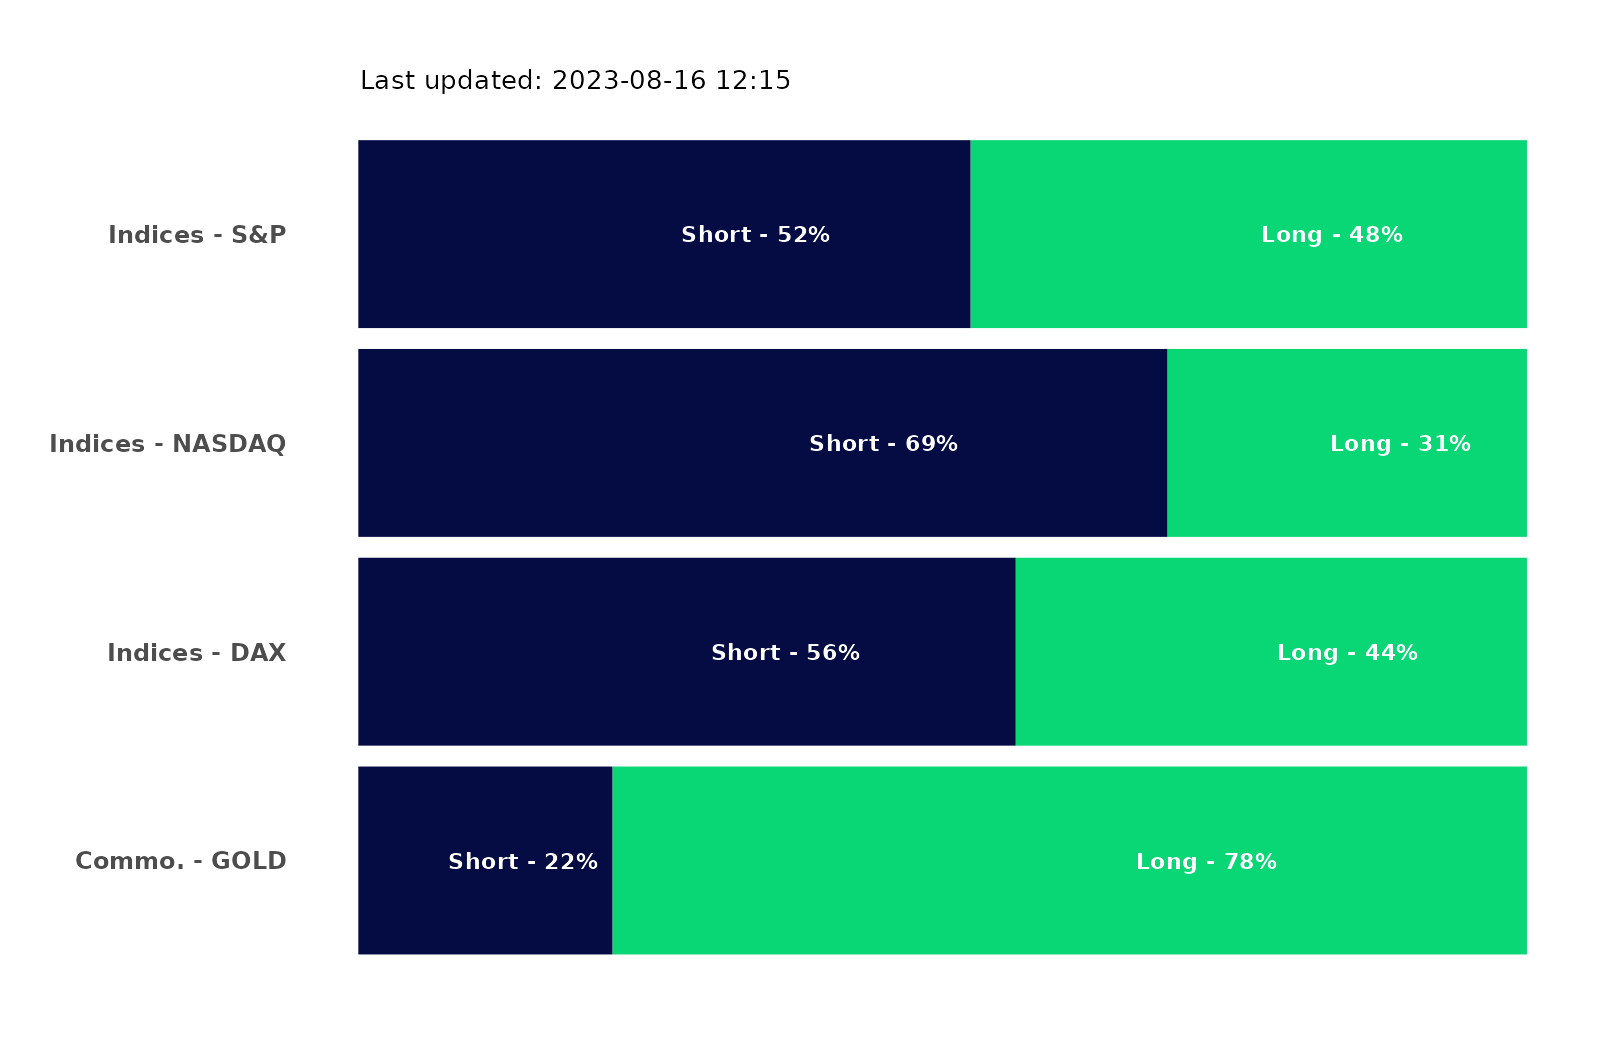 Last updated: 2023-08-16 12:15
Indices - S&P Short - 52% Long - 48%
Indices - NASDAQ Short - 69% Long - 31%
Indices - DAX Short - 56% Long - 44%
Commo. - GOLD Short - 22% Long - 78%